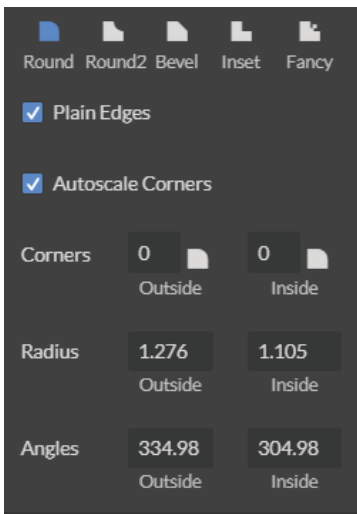 Round Round2 Bevel Inset Fancy
Plain Edges
Autoscale Corners
Corners 0 0
Outside Inside
Radius 1.276 1.105
Outside Inside
Angles 334.98 304.98
Outside Inside